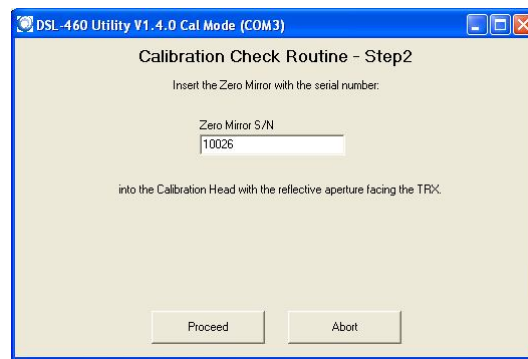 DSL-460 Utility V1.4.0 Cal Mode (COM3)
Calibration Check Routine - Step2
Insert the Zero Mirror with the serial number:
Zero Mirror S/N
10026
into the Calibration Head with the reflective aperture facing the TRX.
Proceed Abort